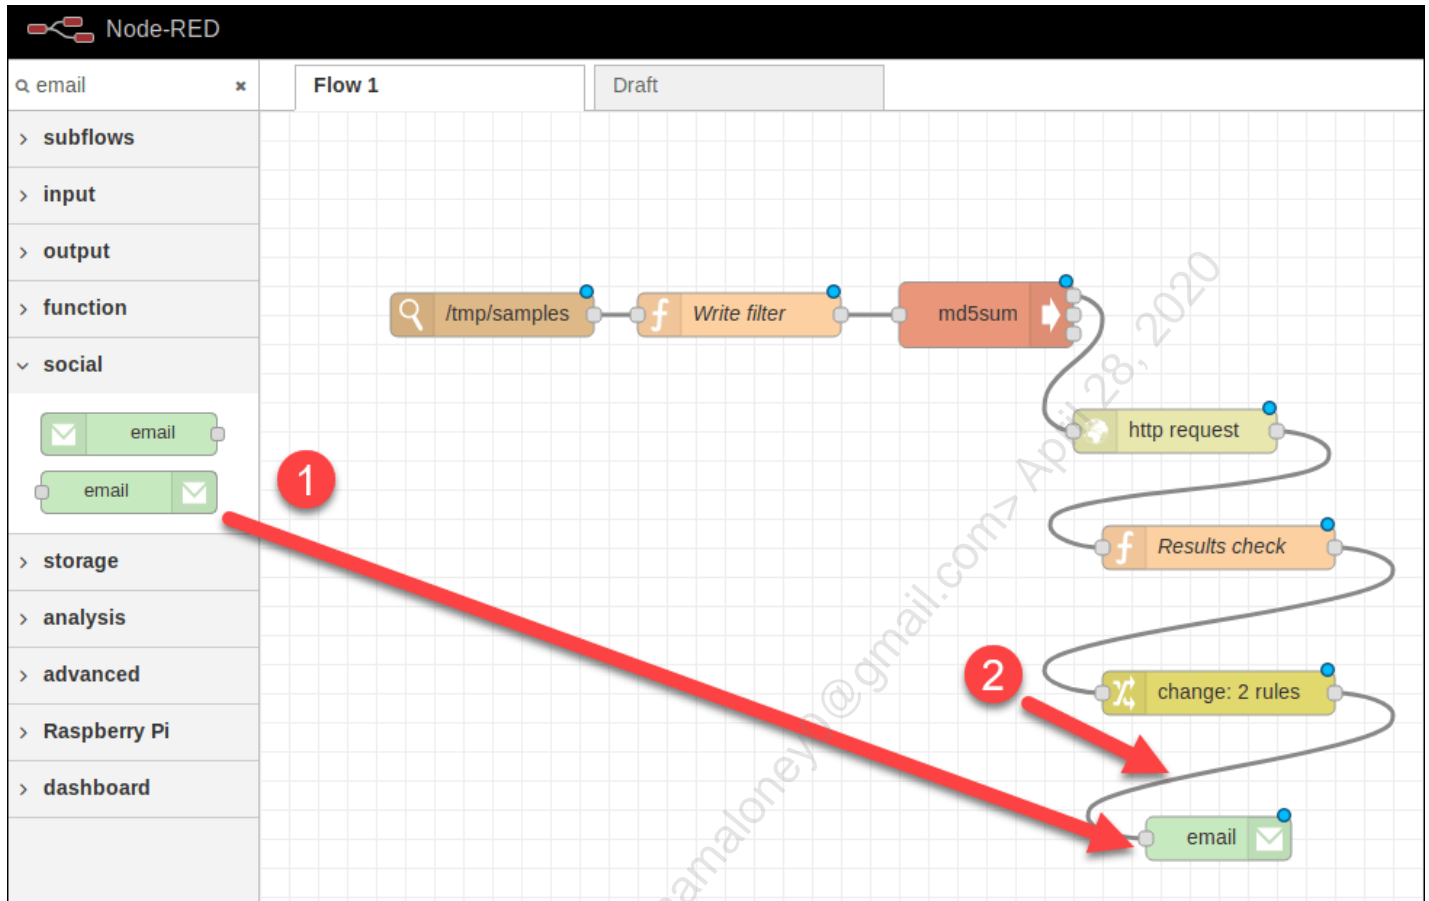 Node-RED
email
Flow 1
Draft
subflows
input
output
function
social
email
email
storage
analysis
advanced
Raspberry Pi
dashboard
/tmp/samples
Write filter
md5sum
http request
Results check
change: 2 rules
email
1
2
@gmail.com> April 28, 2020